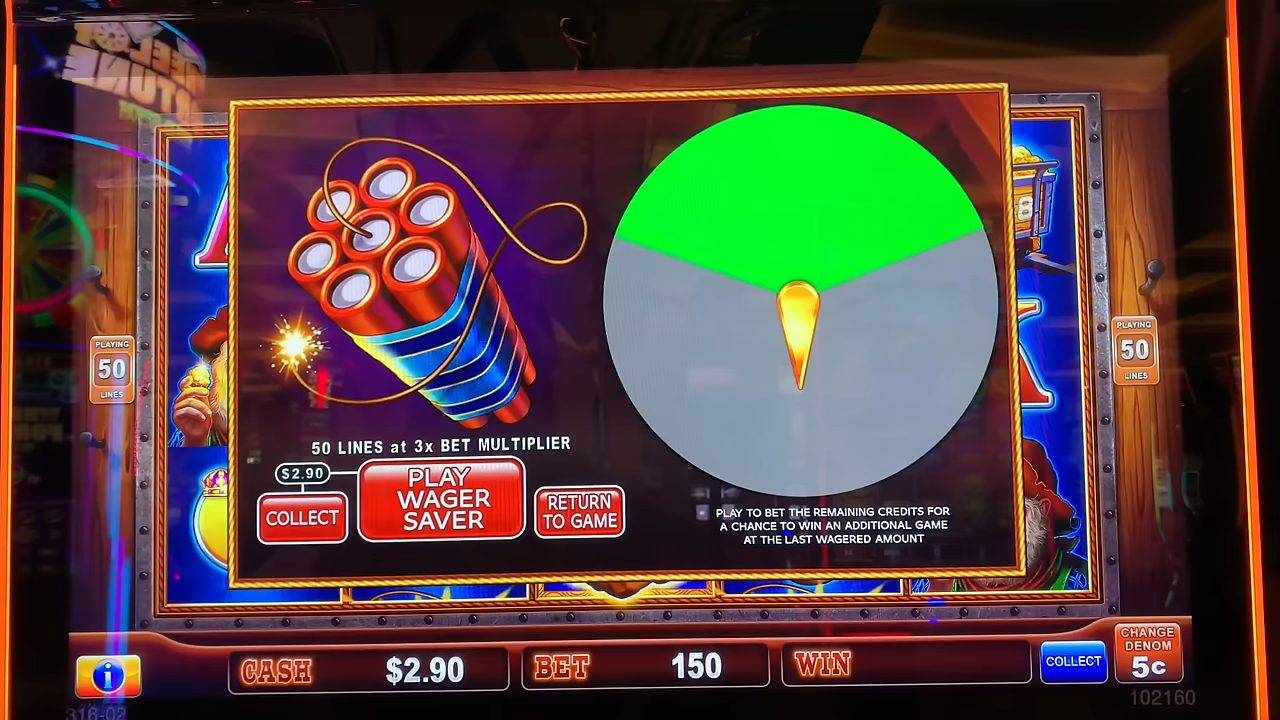 PLAYING
50
LINES
PLAYING
50
LINES
8
50 LINES at 3x BET MULTIPLIER
$2.90
COLLECT
PLAY
WAGER
SAVER
RETURN
TO GAME
PLAY TO BET THE REMAINING CREDITS FOR
A CHANCE TO WIN AN ADDITIONAL GAME
AT THE LAST WAGERED AMOUNT
CASH $2.90
BET 150
WIN
COLLECT
CHANGE
DENOM
5¢
102160
316-02